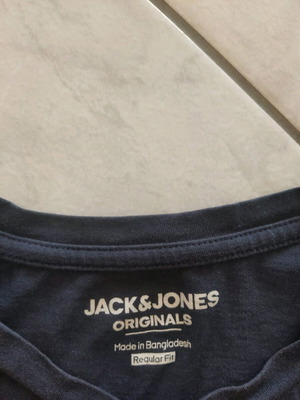 JACK&JONES
ORIGINALS
Made in Bangladesh
Regular Fit